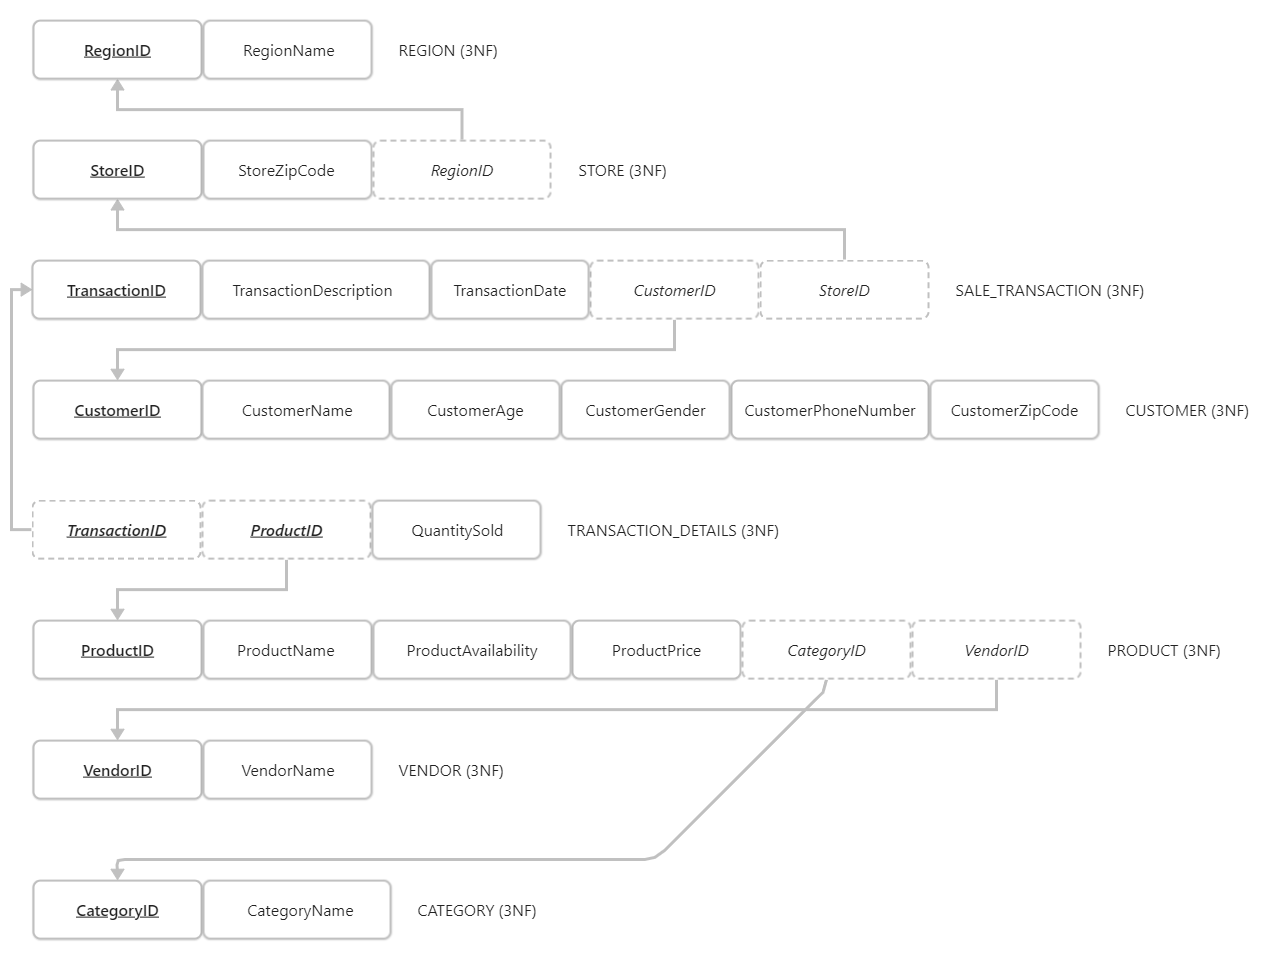 RegionID RegionName REGION (3NF)
StoreID StoreZipCode RegionID STORE (3NF)
TransactionID TransactionDescription TransactionDate CustomerID StoreID SALE_TRANSACTION (3NF)
CustomerID CustomerName CustomerAge CustomerGender CustomerPhoneNumber CustomerZipCode CUSTOMER (3NF)
TransactionID ProductID QuantitySold TRANSACTION_DETAILS (3NF)
ProductID ProductName ProductAvailability ProductPrice CategoryID VendorID PRODUCT (3NF)
VendorID VendorName VENDOR (3NF)
CategoryID CategoryName CATEGORY (3NF)